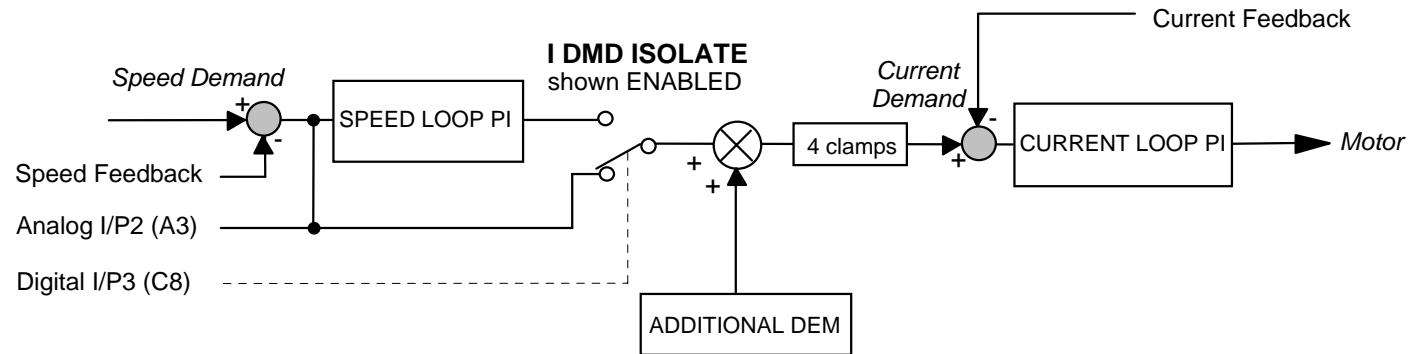 Current Feedback
I DMD ISOLATE
shown ENABLED
Speed Demand
Current
Demand
+
-
SPEED LOOP PI
4 clamps
-
+
CURRENT LOOP PI
Motor
+
+
Speed Feedback
Analog I/P2 (A3)
Digital I/P3 (C8)
ADDITIONAL DEM